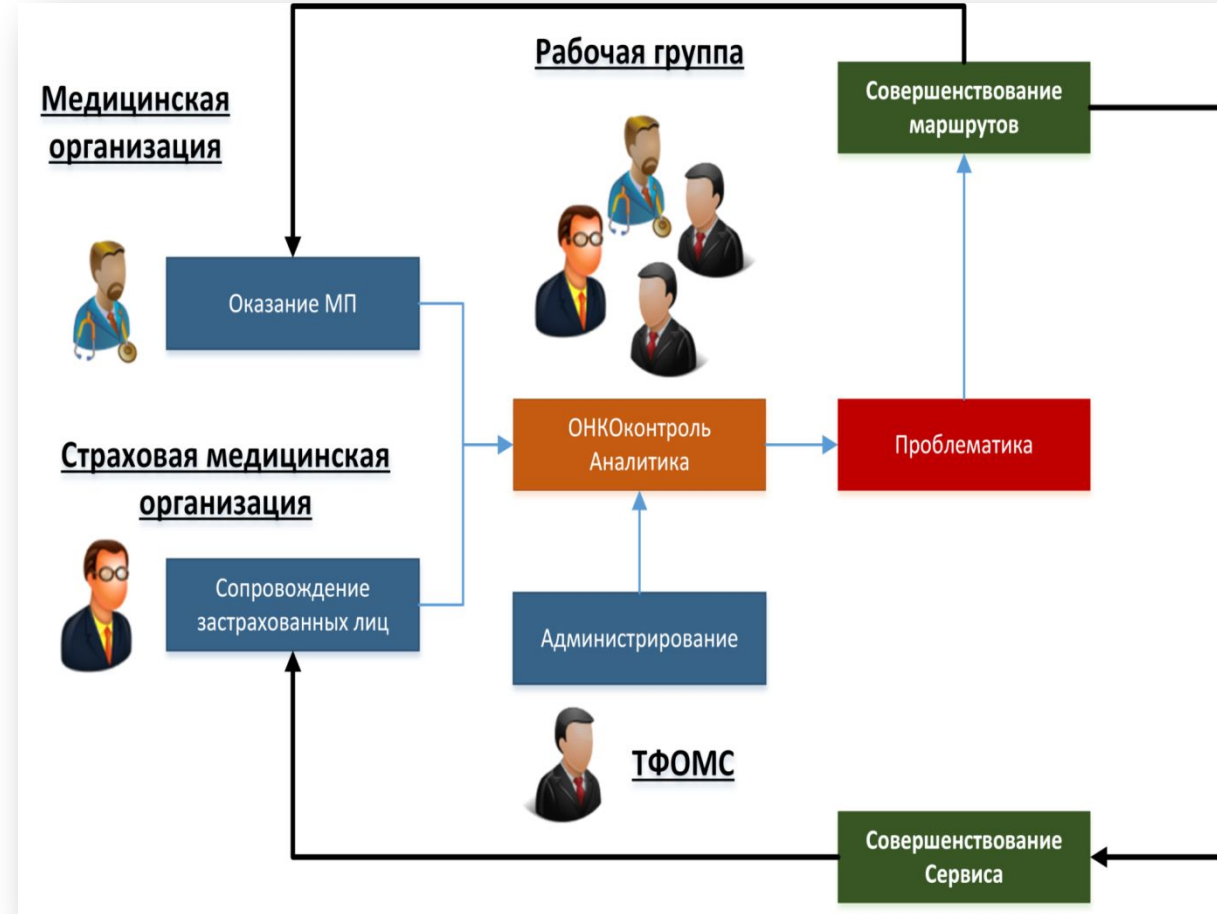 Рабочая группа
Совершенствование
маршрутов
Медицинская
организация
Оказание МП
ОНКОконтроль
Аналитика
Проблематика
Страховая медицинская
организация
Сопровождение
застрахованных лиц
Администрирование
ТФОМС
Совершенствование
Сервиса